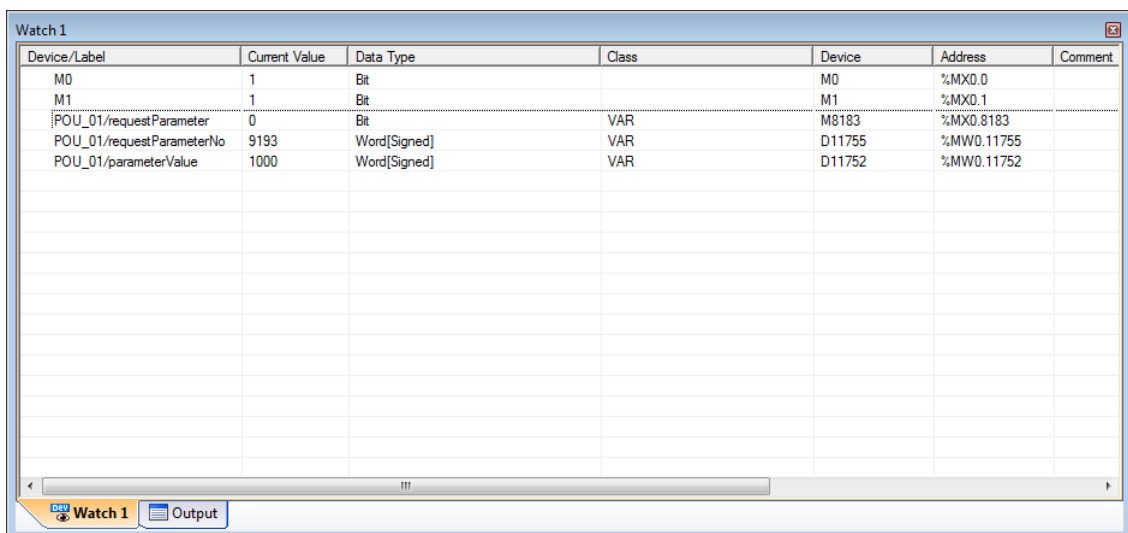 Watch 1
Device/Label Current Value Data Type Class Device Address Comment
M0 1 Bit M0 %MX0.0
M1 1 Bit M1 %MX0.1
POU_01/requestParameter 0 Bit VAR M8183 %MX0.8183
POU_01/requestParameterNo 9193 Word[Signed] VAR D11755 %MW0.11755
POU_01/parameterValue 1000 Word[Signed] VAR D11752 %MW0.11752
DEV Watch 1 Output